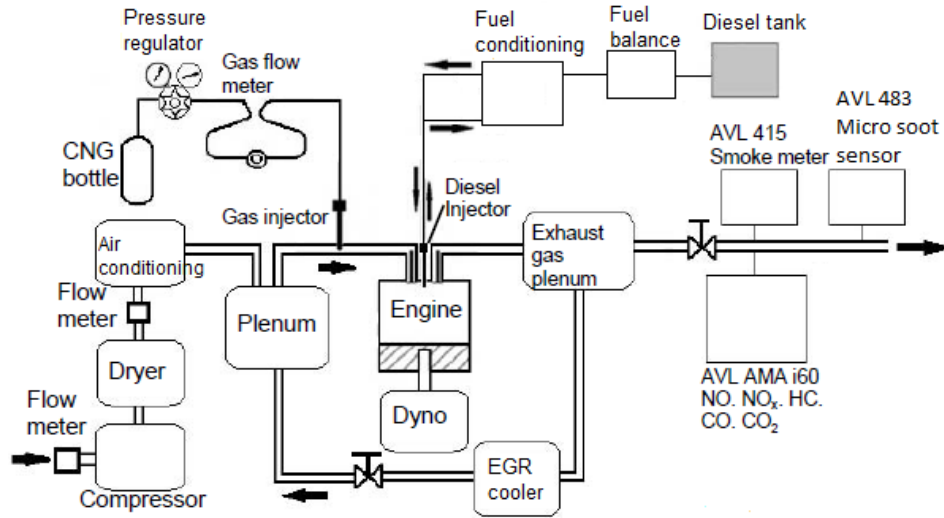 Pressure
regulator
Gas flow
meter
Fuel
conditioning
Fuel
balance
Diesel tank
AVL 415
Smoke meter
AVL 483
Micro soot
sensor
CNG
bottle
Gas injector
Diesel
Injector
Air
conditioning
Exhaust
gas
plenum
Flow
meter
Plenum
Engine
Dryer
Flow
meter
Dyno
AVL AMA i60
NO. NOₓ. HC.
CO. CO₂
EGR
cooler
Compressor